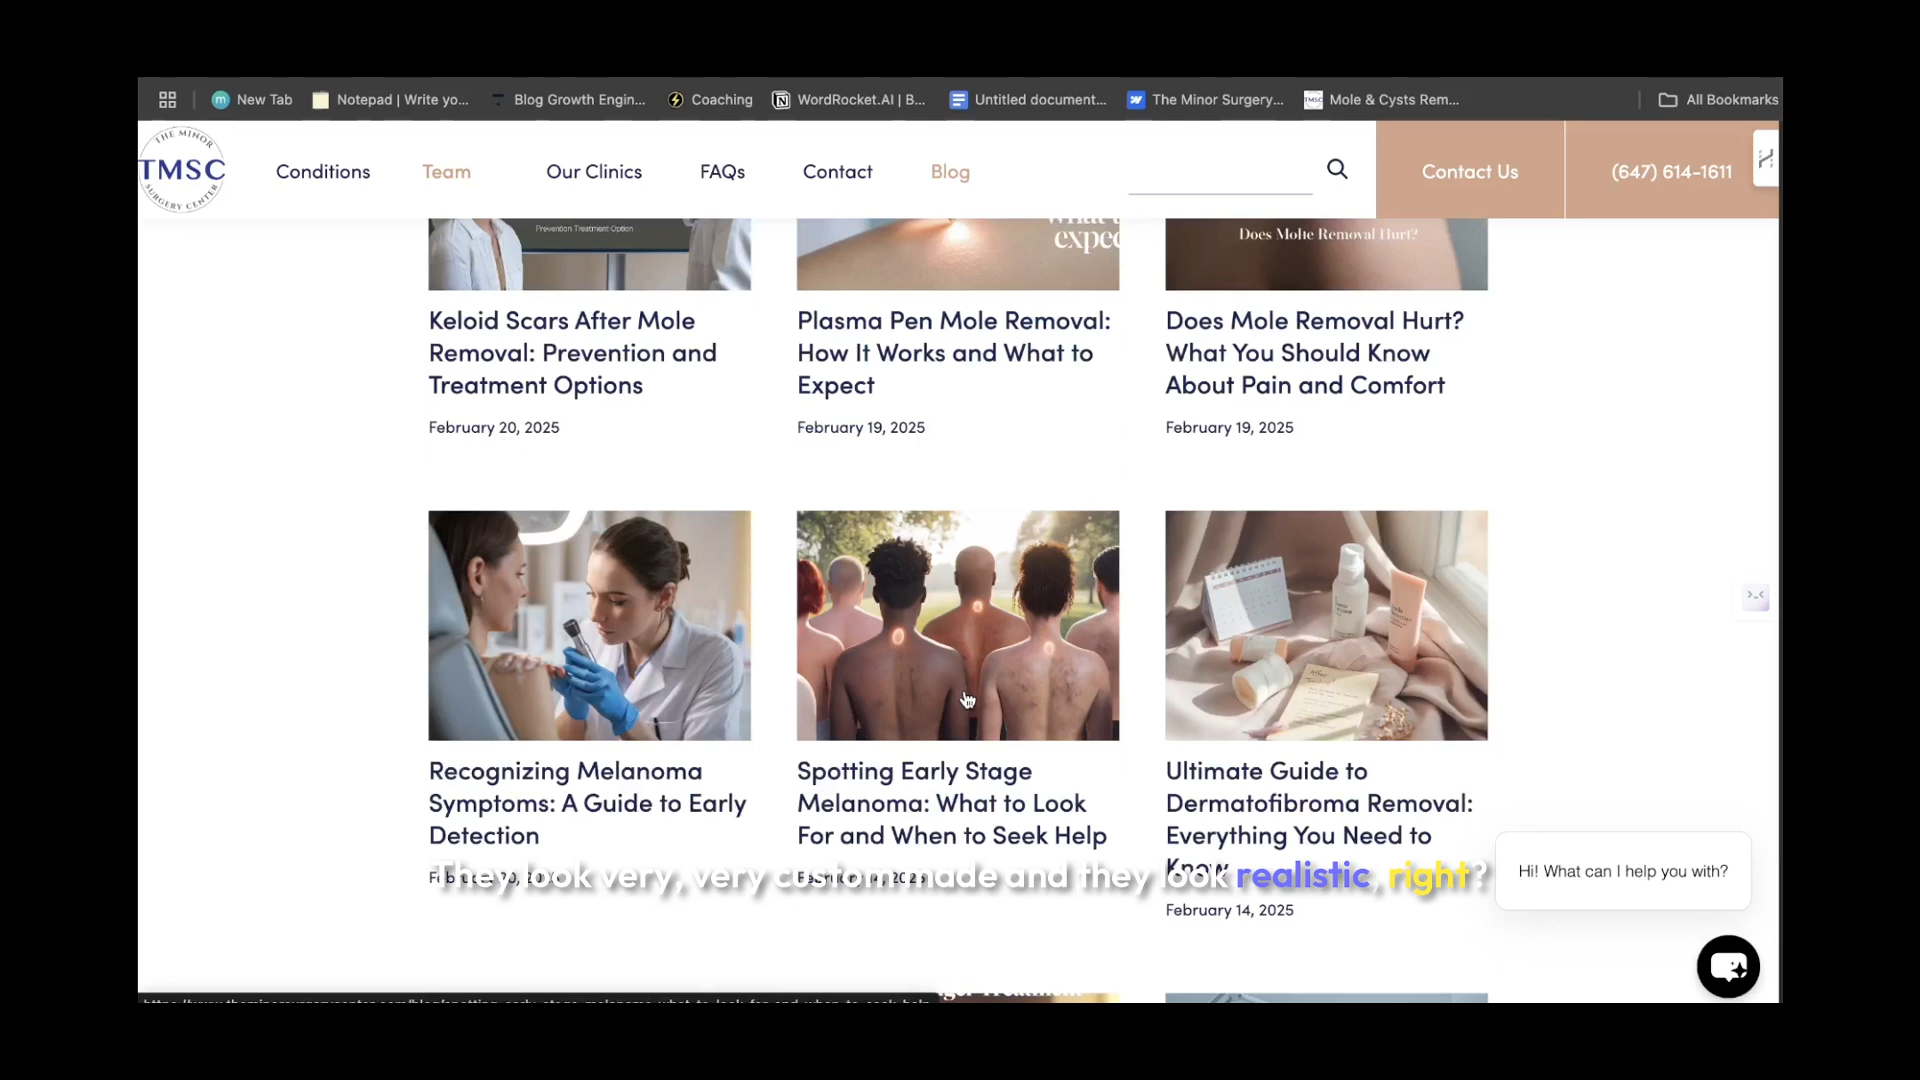 New Tab
Notepad | Write yo...
Blog Growth Engin...
Coaching
WordRocket.AI | B...
Untitled document...
The Minor Surgery...
Mole & Cysts Rem...
All Bookmarks
THE MINOR
TMSC
SURGERY CENTER
Conditions
Team
Our Clinics
FAQs
Contact
Blog
Contact Us
(647) 614-1611
Prevention Treatment Option
expec
Does Mole Removal Hurt?
Keloid Scars After Mole
Removal: Prevention and
Treatment Options
February 20, 2025
Plasma Pen Mole Removal:
How It Works and What to
Expect
February 19, 2025
Does Mole Removal Hurt?
What You Should Know
About Pain and Comfort
February 19, 2025
Recognizing Melanoma
Symptoms: A Guide to Early
Detection
Spotting Early Stage
Melanoma: What to Look
For and When to Seek Help
Ultimate Guide to
Dermatofibroma Removal:
Everything You Need to
Know
February 14, 2025
They look very, very custom made and they look realistic, right?
Hi! What can I help you with?